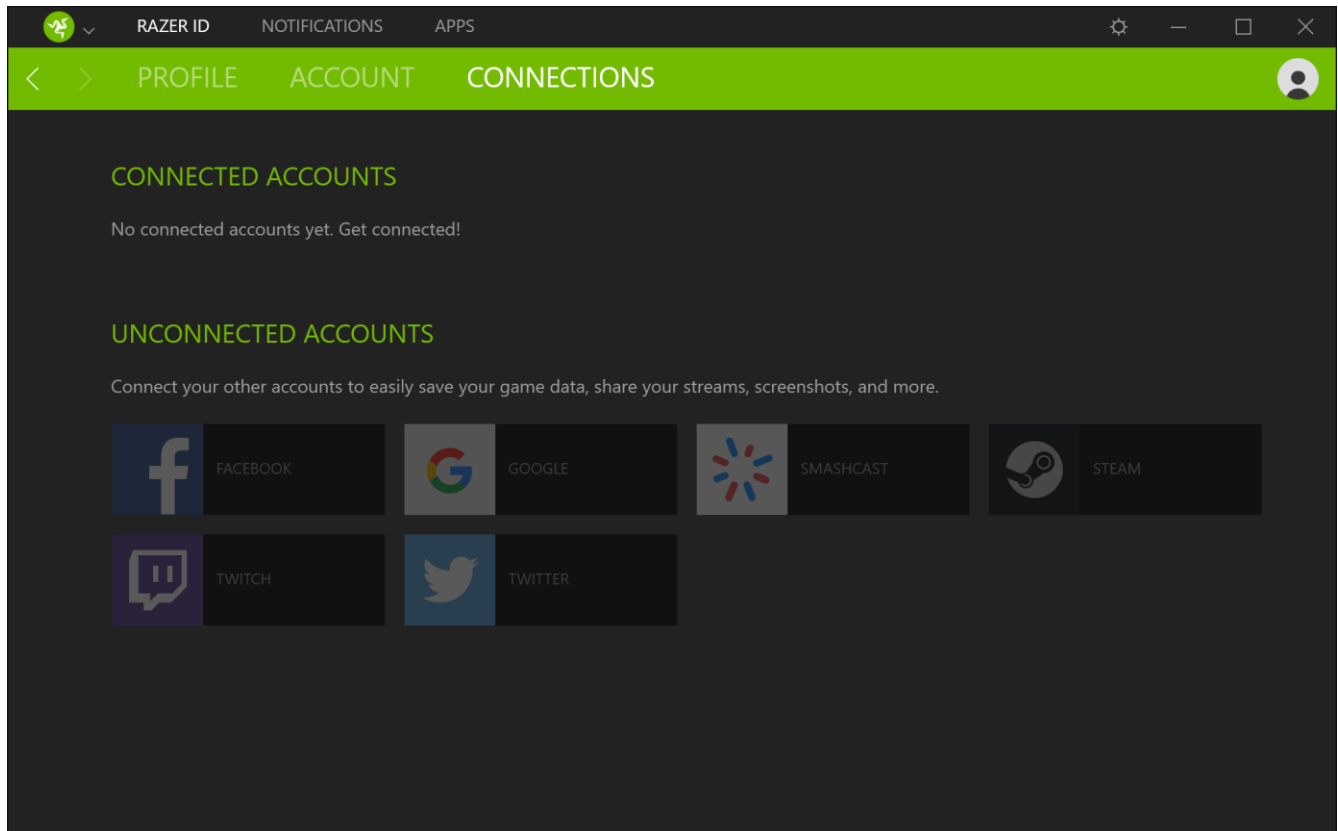 RAZER ID NOTIFICATIONS APPS
PROFILE ACCOUNT CONNECTIONS
CONNECTED ACCOUNTS
No connected accounts yet. Get connected!
UNCONNECTED ACCOUNTS
Connect your other accounts to easily save your game data, share your streams, screenshots, and more.
FACEBOOK GOOGLE SMASHCAST STEAM
TWITCH TWITTER